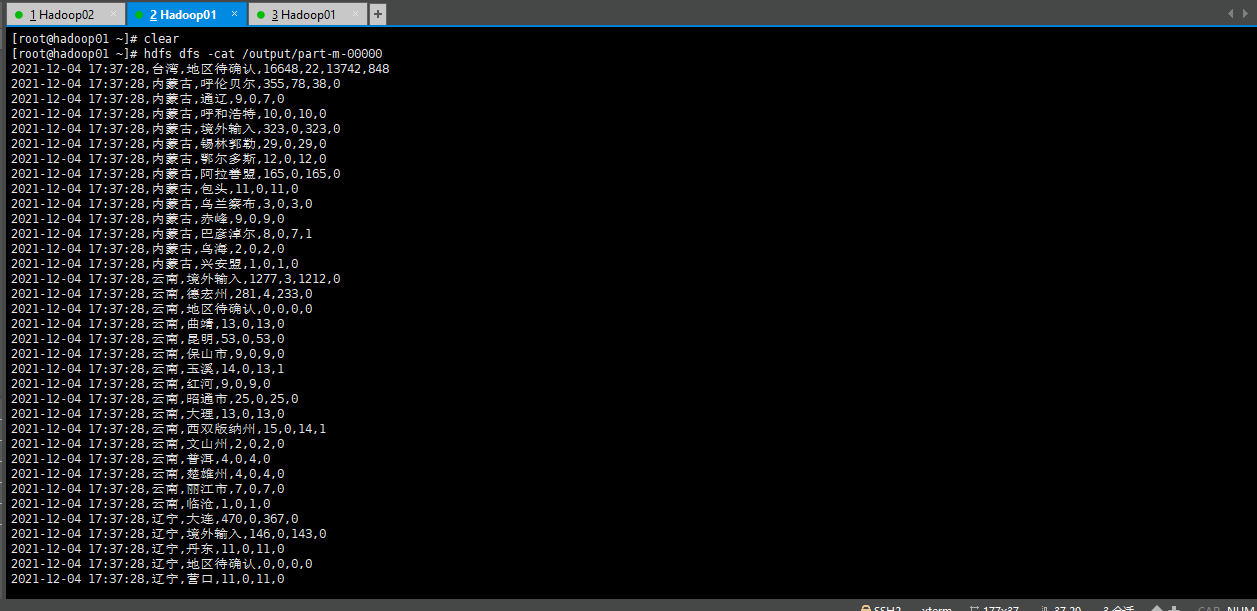 1 Hadoop02 × 2 Hadoop01 × 3 Hadoop01 × +
[root@hadoop01 ~]# clear
[root@hadoop01 ~]# hdfs dfs -cat /output/part-m-00000
2021-12-04 17:37:28,台湾,地区待确认,16648,22,13742,848
2021-12-04 17:37:28,内蒙古,呼伦贝尔,355,78,38,0
2021-12-04 17:37:28,内蒙古,通辽,9,0,7,0
2021-12-04 17:37:28,内蒙古,呼和浩特,10,0,10,0
2021-12-04 17:37:28,内蒙古,境外输入,323,0,323,0
2021-12-04 17:37:28,内蒙古,锡林郭勒,29,0,29,0
2021-12-04 17:37:28,内蒙古,鄂尔多斯,12,0,12,0
2021-12-04 17:37:28,内蒙古,阿拉善盟,165,0,165,0
2021-12-04 17:37:28,内蒙古,包头,11,0,11,0
2021-12-04 17:37:28,内蒙古,乌兰察布,3,0,3,0
2021-12-04 17:37:28,内蒙古,赤峰,9,0,9,0
2021-12-04 17:37:28,内蒙古,巴彦淖尔,8,0,7,1
2021-12-04 17:37:28,内蒙古,乌海,2,0,2,0
2021-12-04 17:37:28,内蒙古,兴安盟,1,0,1,0
2021-12-04 17:37:28,云南,境外输入,1277,3,1212,0
2021-12-04 17:37:28,云南,德宏州,281,4,233,0
2021-12-04 17:37:28,云南,地区待确认,0,0,0,0
2021-12-04 17:37:28,云南,曲靖,13,0,13,0
2021-12-04 17:37:28,云南,昆明,53,0,53,0
2021-12-04 17:37:28,云南,保山市,9,0,9,0
2021-12-04 17:37:28,云南,玉溪,14,0,13,1
2021-12-04 17:37:28,云南,红河,9,0,9,0
2021-12-04 17:37:28,云南,昭通市,25,0,25,0
2021-12-04 17:37:28,云南,大理,13,0,13,0
2021-12-04 17:37:28,云南,西双版纳州,15,0,14,1
2021-12-04 17:37:28,云南,文山州,2,0,2,0
2021-12-04 17:37:28,云南,普洱,4,0,4,0
2021-12-04 17:37:28,云南,楚雄州,4,0,4,0
2021-12-04 17:37:28,云南,丽江市,7,0,7,0
2021-12-04 17:37:28,云南,临沧,1,0,1,0
2021-12-04 17:37:28,辽宁,大连,470,0,367,0
2021-12-04 17:37:28,辽宁,境外输入,146,0,143,0
2021-12-04 17:37:28,辽宁,丹东,11,0,11,0
2021-12-04 17:37:28,辽宁,地区待确认,0,0,0,0
2021-12-04 17:37:28,辽宁,营口,11,0,11,0
SSH2 xterm 177x37 37,20 3 会话 CAP NUM